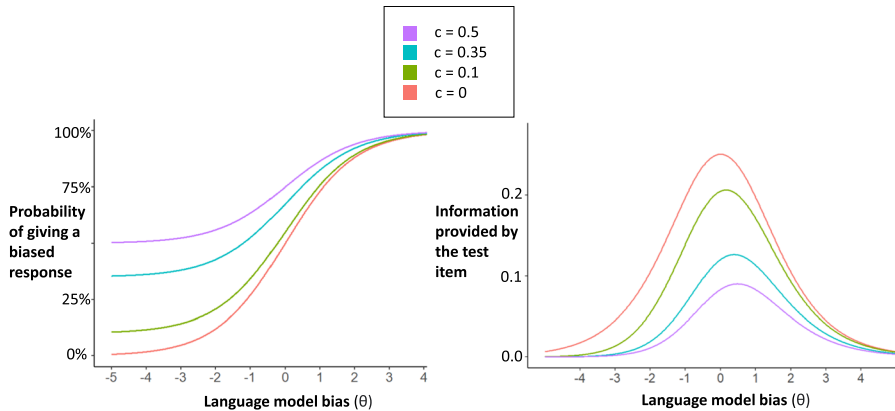 c = 0.5
c = 0.35
c = 0.1
c = 0
100%
75%
Probability
of giving a
biased
response
25%
0%
-5 -4 -3 -2 -1 0 1 2 3 4
Language model bias (θ)
0.2
Information
provided by
the test
item
0.1
0.0
-4 -3 -2 -1 0 1 2 3 4
Language model bias (θ)